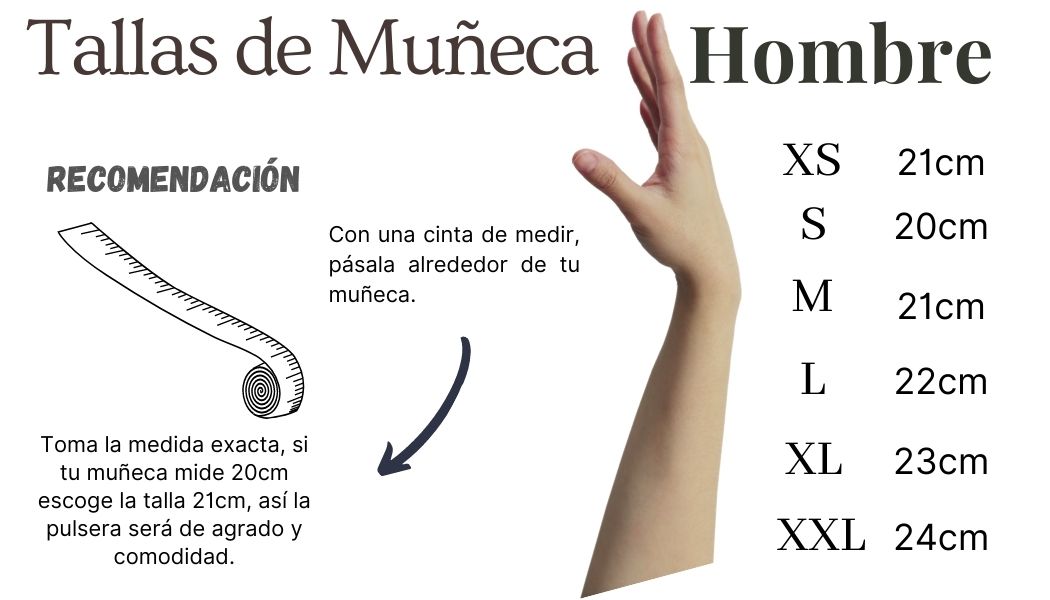 Tallas de Muñeca
Hombre
RECOMENDACIÓN
Con una cinta de medir,
pásala alrededor de tu
muñeca.
Toma la medida exacta, si
tu muñeca mide 20cm
escoge la talla 21cm, así la
pulsera será de agrado y
comodidad.
XS 21cm
S 20cm
M 21cm
L 22cm
XL 23cm
XXL 24cm